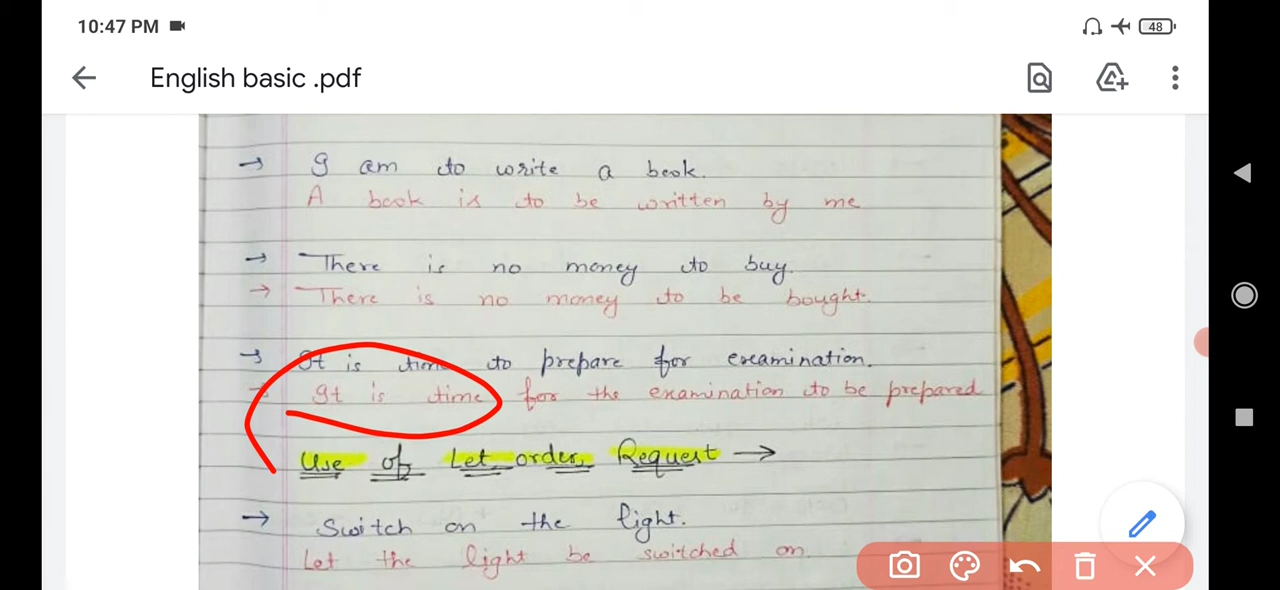 10:47 PM
48
English basic .pdf
→ I am to write a book.
A book is to be written by me
→ There is no money to buy.
→ There is no money to be bought.
→ It is time to prepare for examination.
→ It is time for the examination to be prepared
Use of Let, order, Request →
→ Switch on the light.
Let the light be switched on